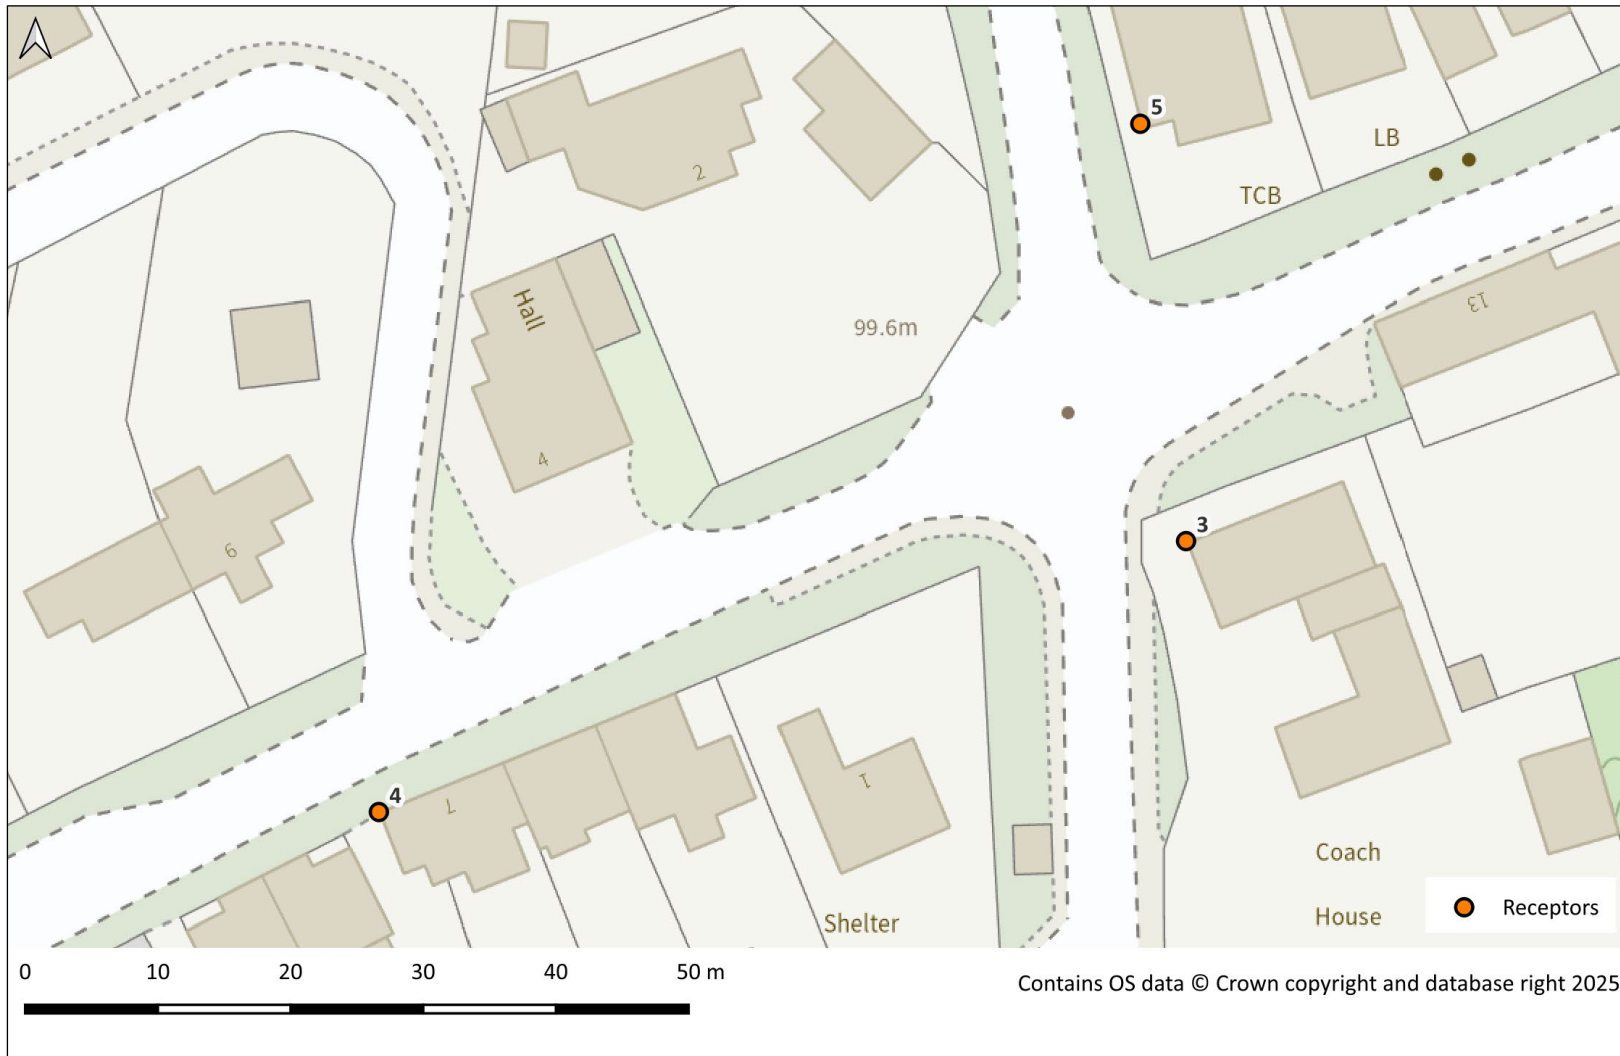 5
LB
2
TCB
Hall
13
99.6m
4
3
6
4
7
1
Coach
House
Shelter
Receptors
0 10 20 30 40 50 m
Contains OS data © Crown copyright and database right 2025